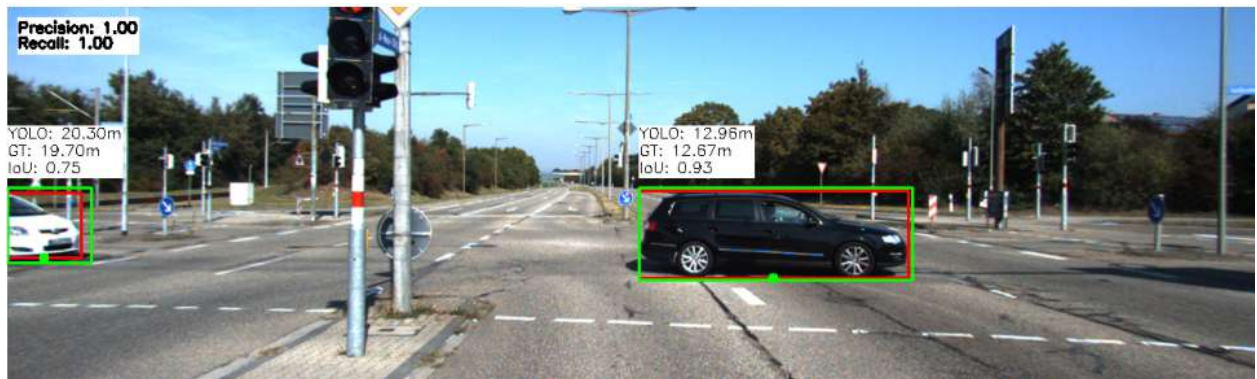 Precision: 1.00
Recall: 1.00
YOLO: 20.30m
GT: 19.70m
IoU: 0.75
YOLO: 12.96m
GT: 12.67m
IoU: 0.93